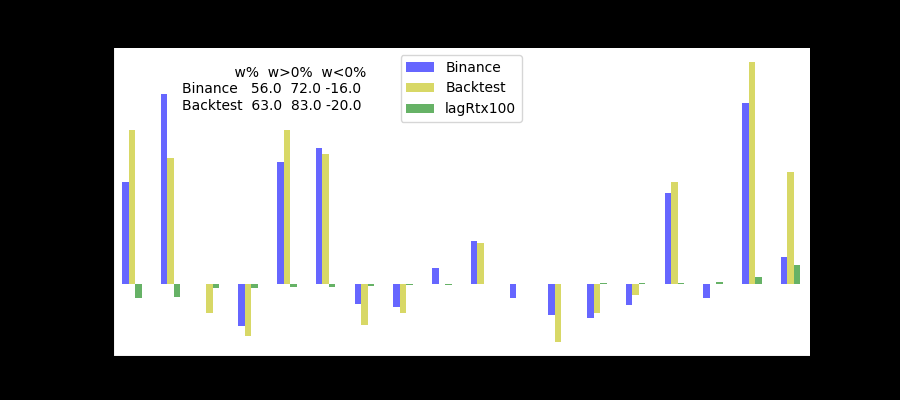 w% w>0% w<0%
Binance 56.0 72.0 -16.0
Backtest 63.0 83.0 -20.0
Binance
Backtest
lagRtx100